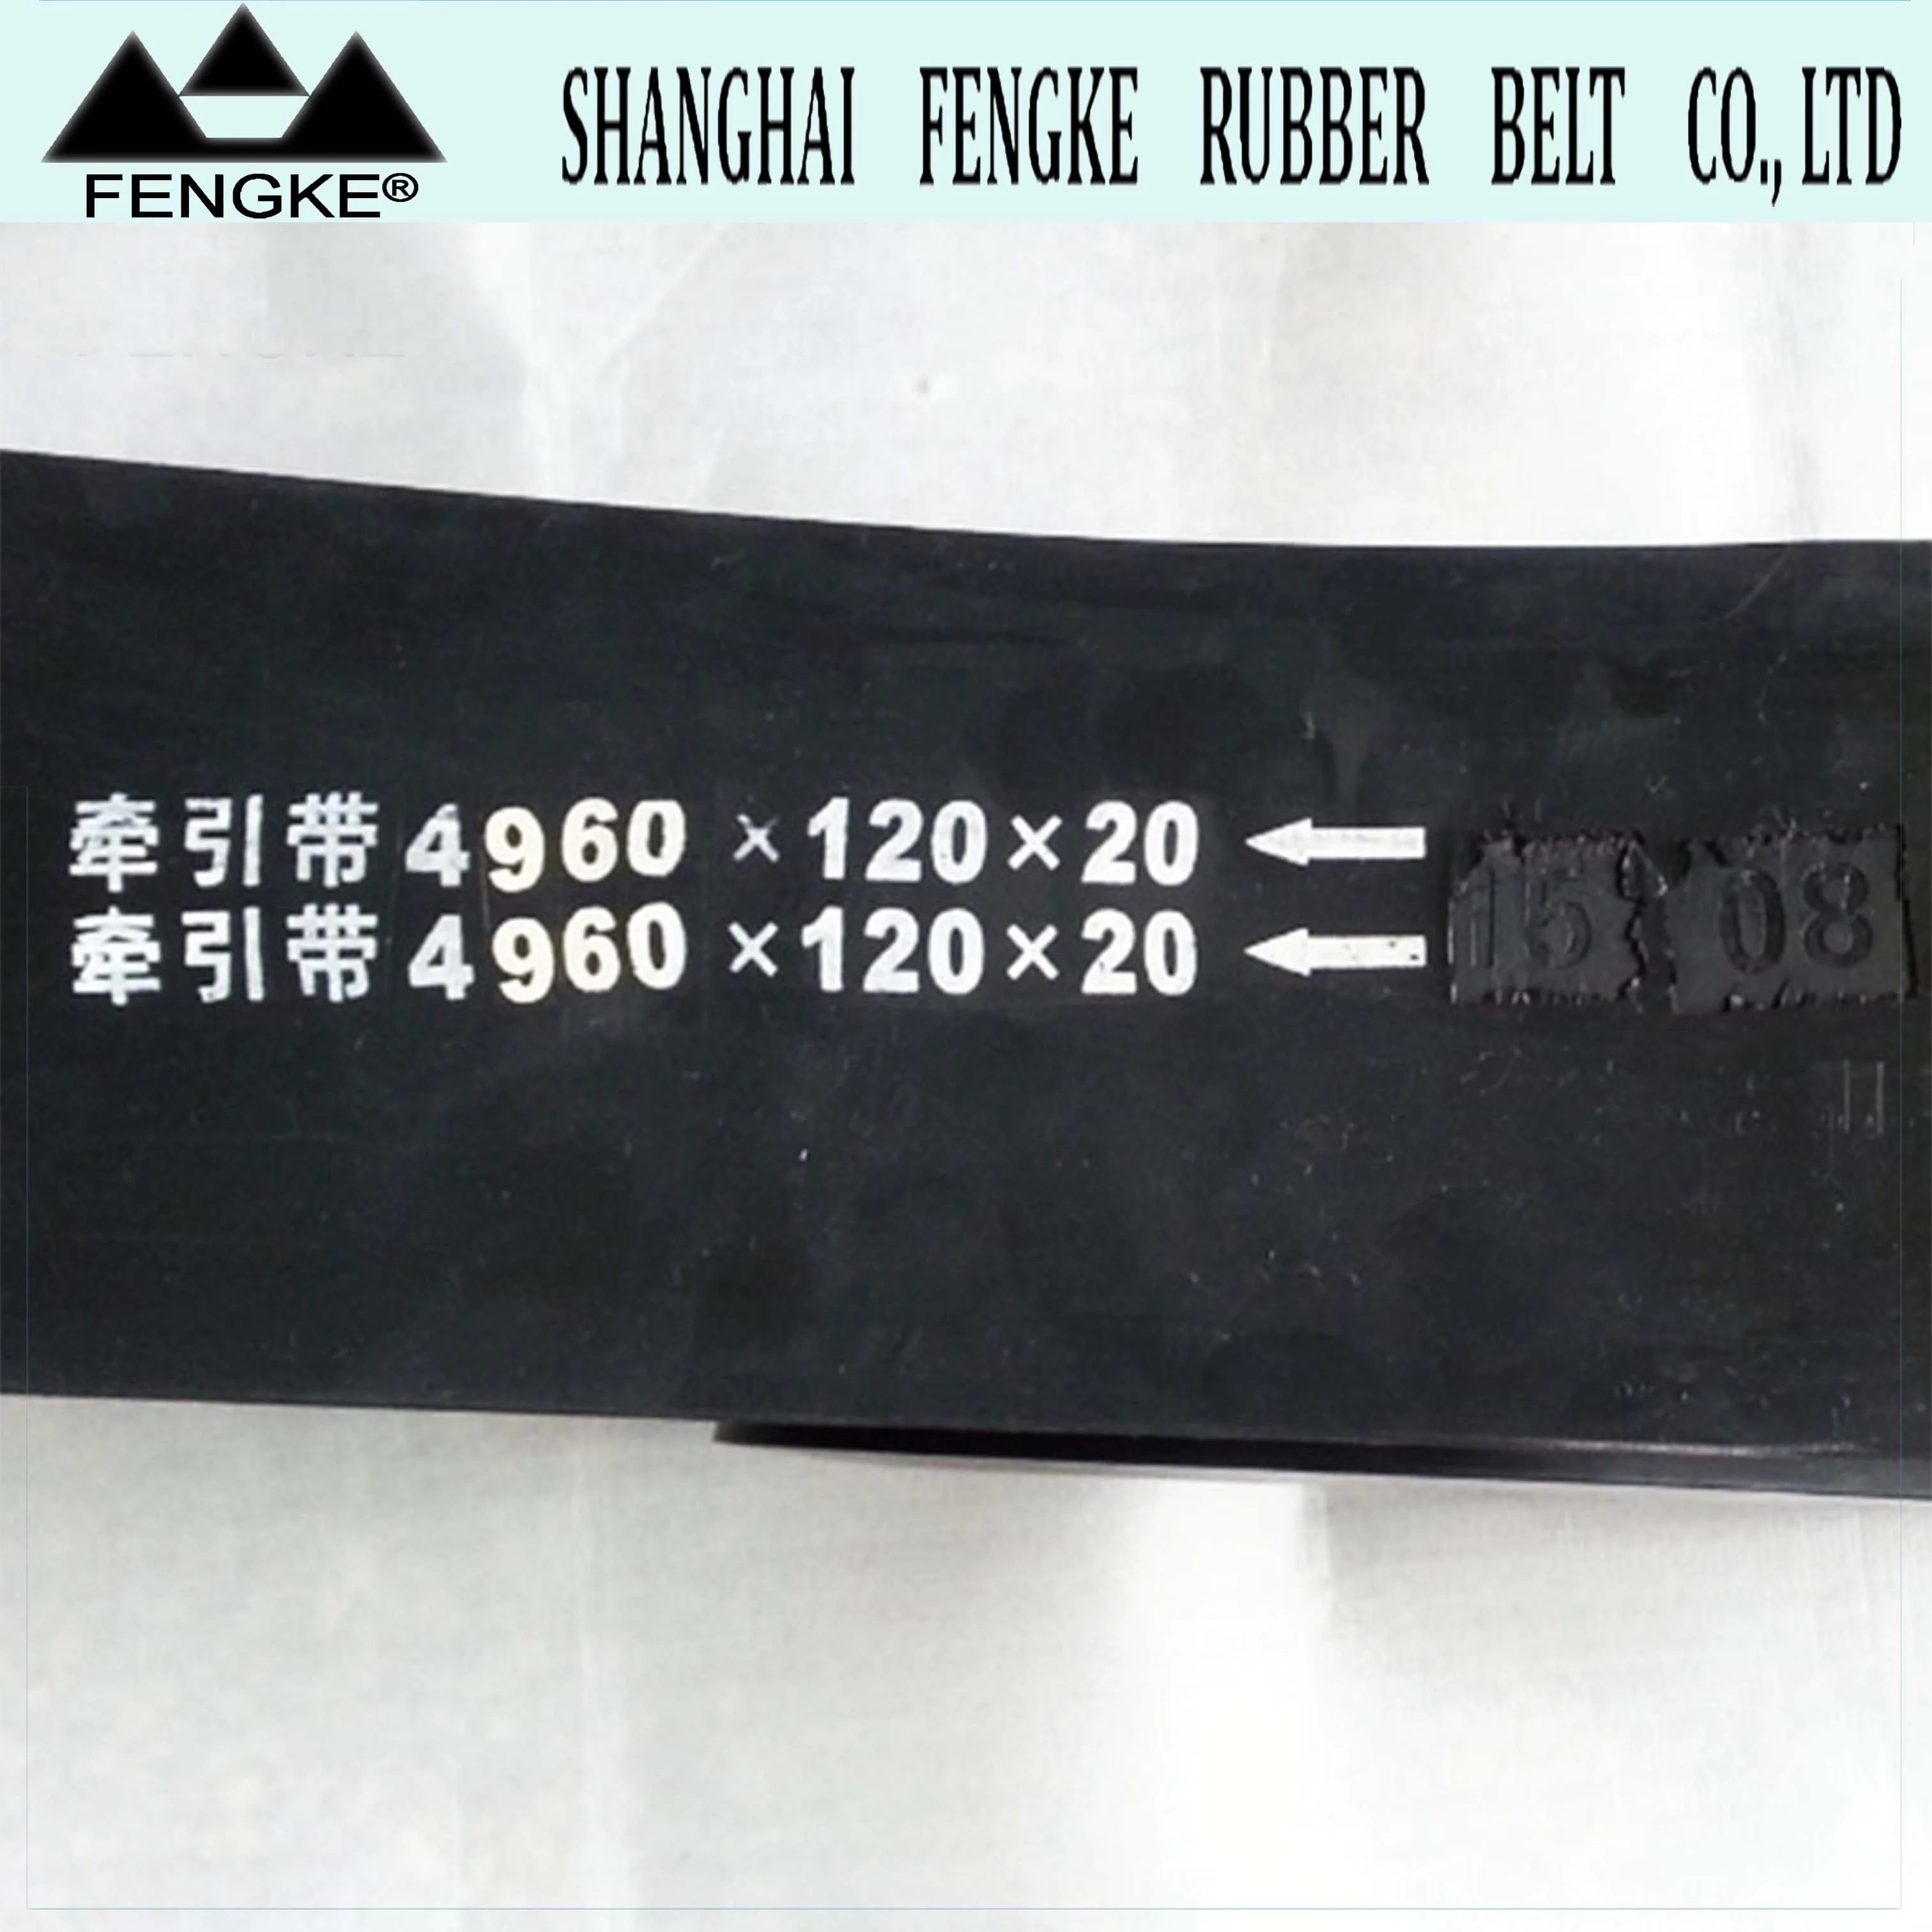 FENGKE®
SHANGHAI FENGKE RUBBER BELT CO., LTD
牵引带4960×120×20
牵引带4960×120×20
15 08